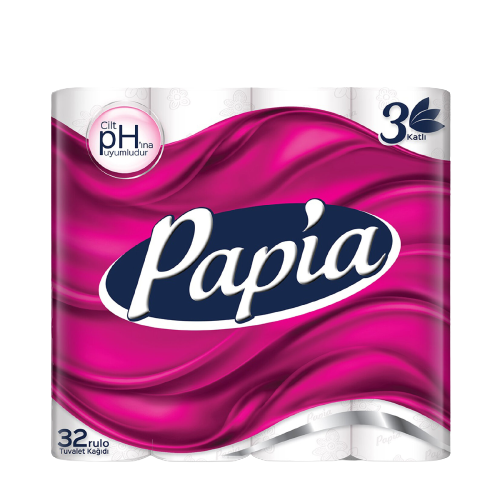 Cilt
pH'ına
uyumludur
3
Katlı
Papia
32 rulo
Tuvalet Kağıdı